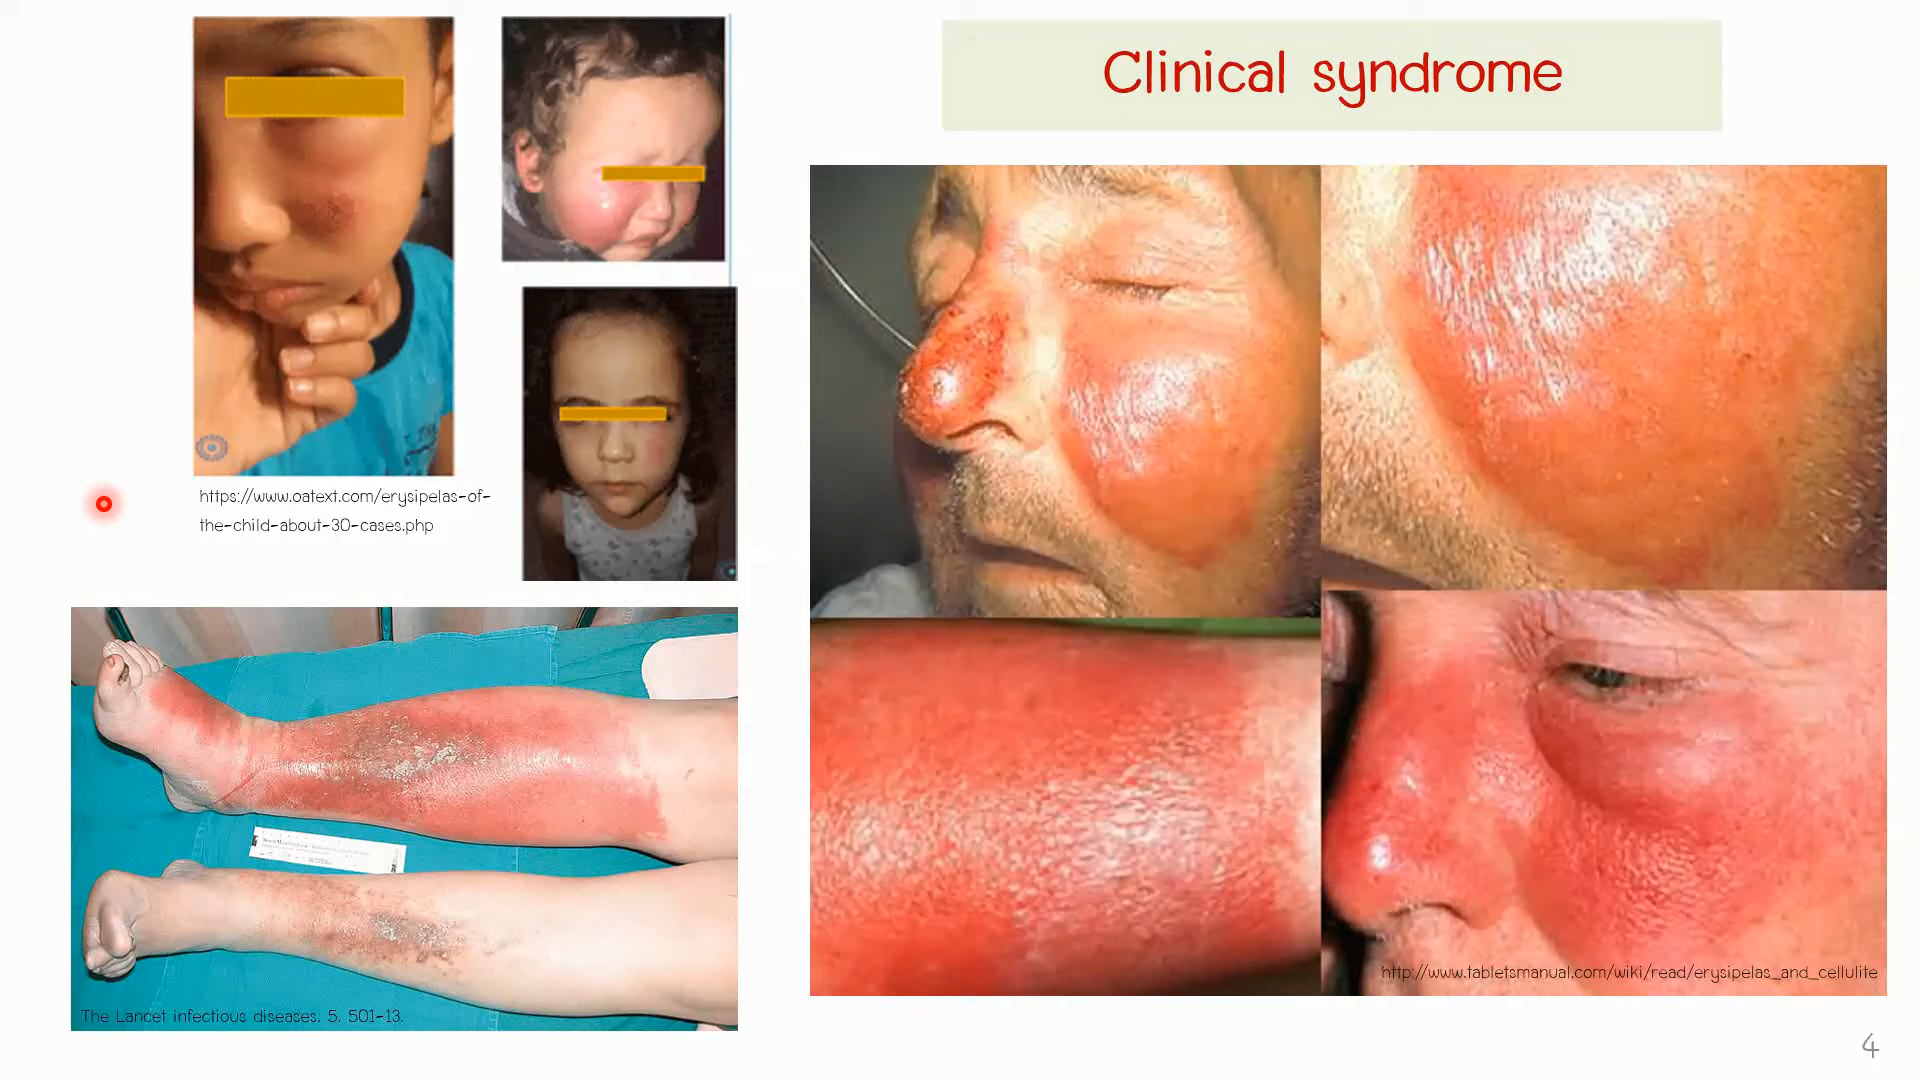 Clinical syndrome
https://www.oatext.com/erysipelas-of-
the-child-about-30-cases.php
http://www.tabletsmanual.com/wiki/read/erysipelas_and_cellulite
The Lancet infectious diseases. 5. 501-13.
4